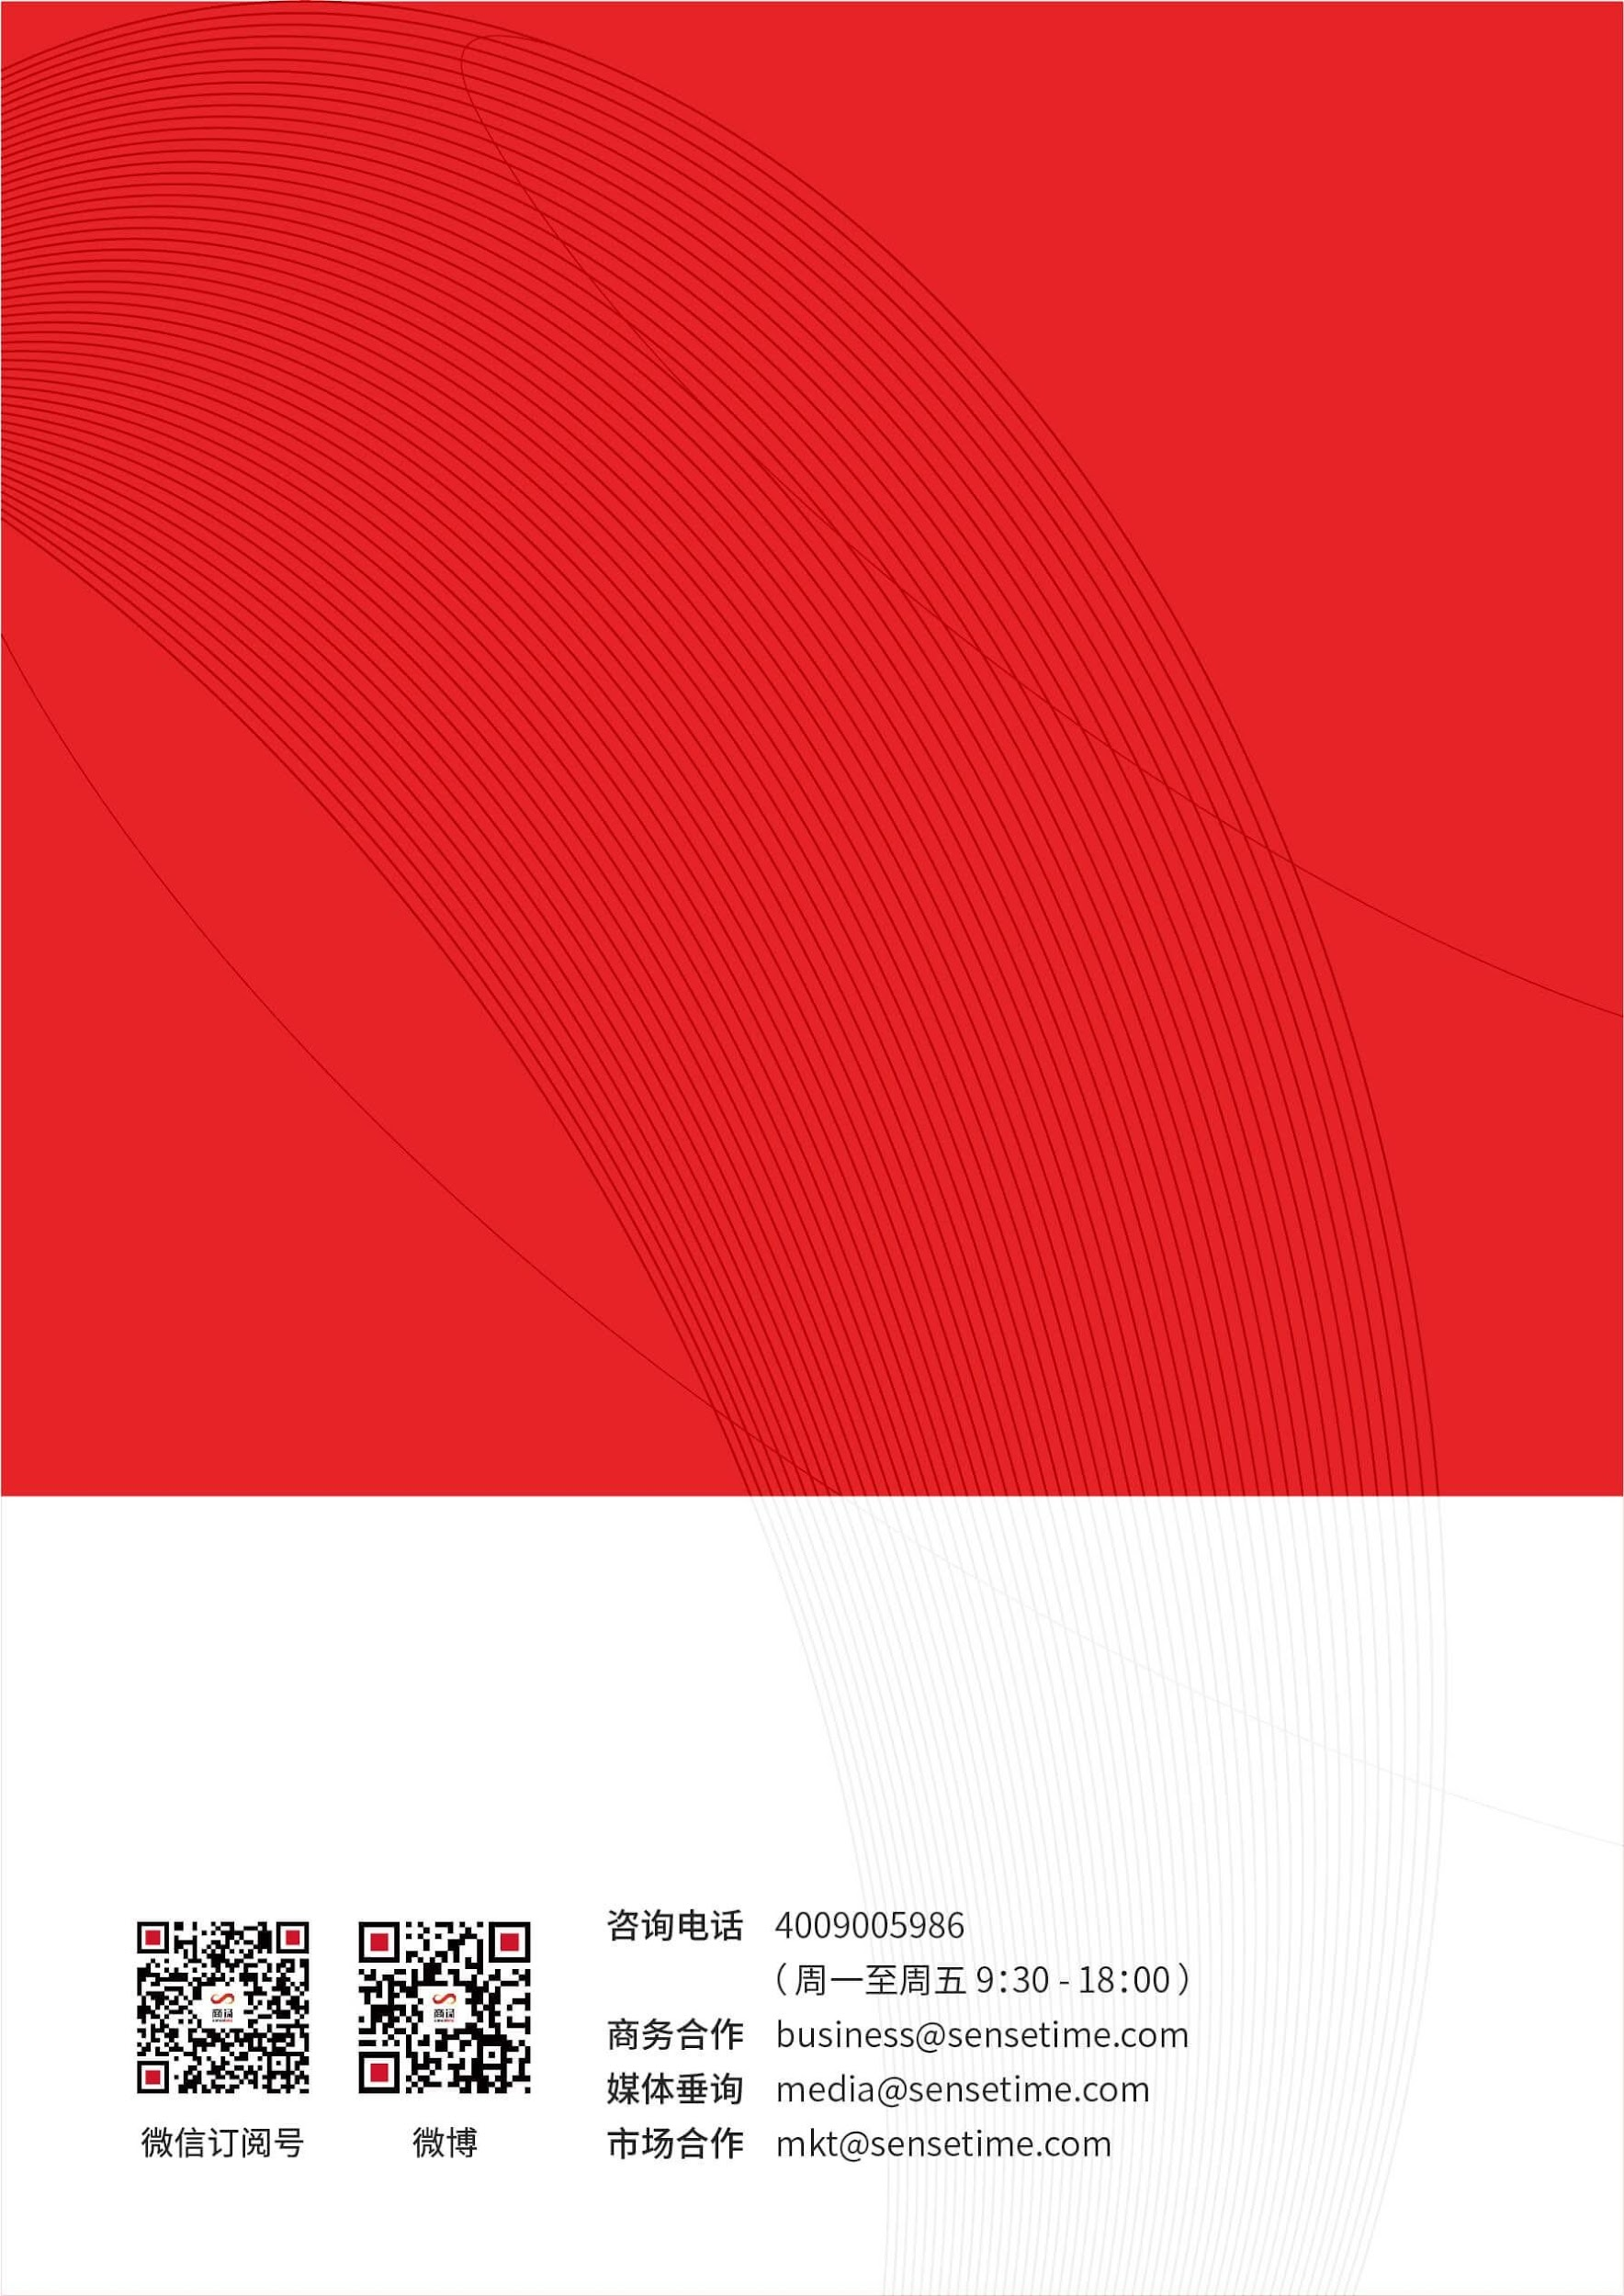 咨询电话 4009005986
（周一至周五 9:30 - 18:00）
商务合作 business@sensetime.com
媒体垂询 media@sensetime.com
市场合作 mkt@sensetime.com
微信订阅号
微博